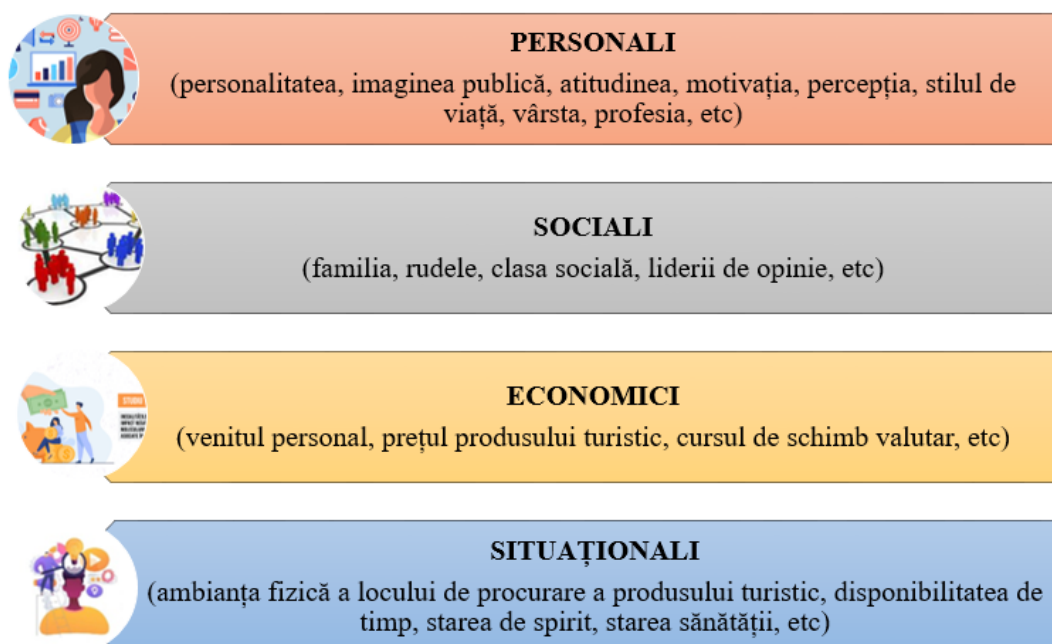 PERSONALI
(personalitatea, imaginea publică, atitudinea, motivația, percepția, stilul de
viață, vârsta, profesia, etc)
SOCIALI
(familia, rudele, clasa socială, liderii de opinie, etc)
ECONOMICI
(venitul personal, prețul produsului turistic, cursul de schimb valutar, etc)
STUDIU
SITUAȚIONALI
(ambianța fizică a locului de procurare a produsului turistic, disponibilitatea de
timp, starea de spirit, starea sănătății, etc)